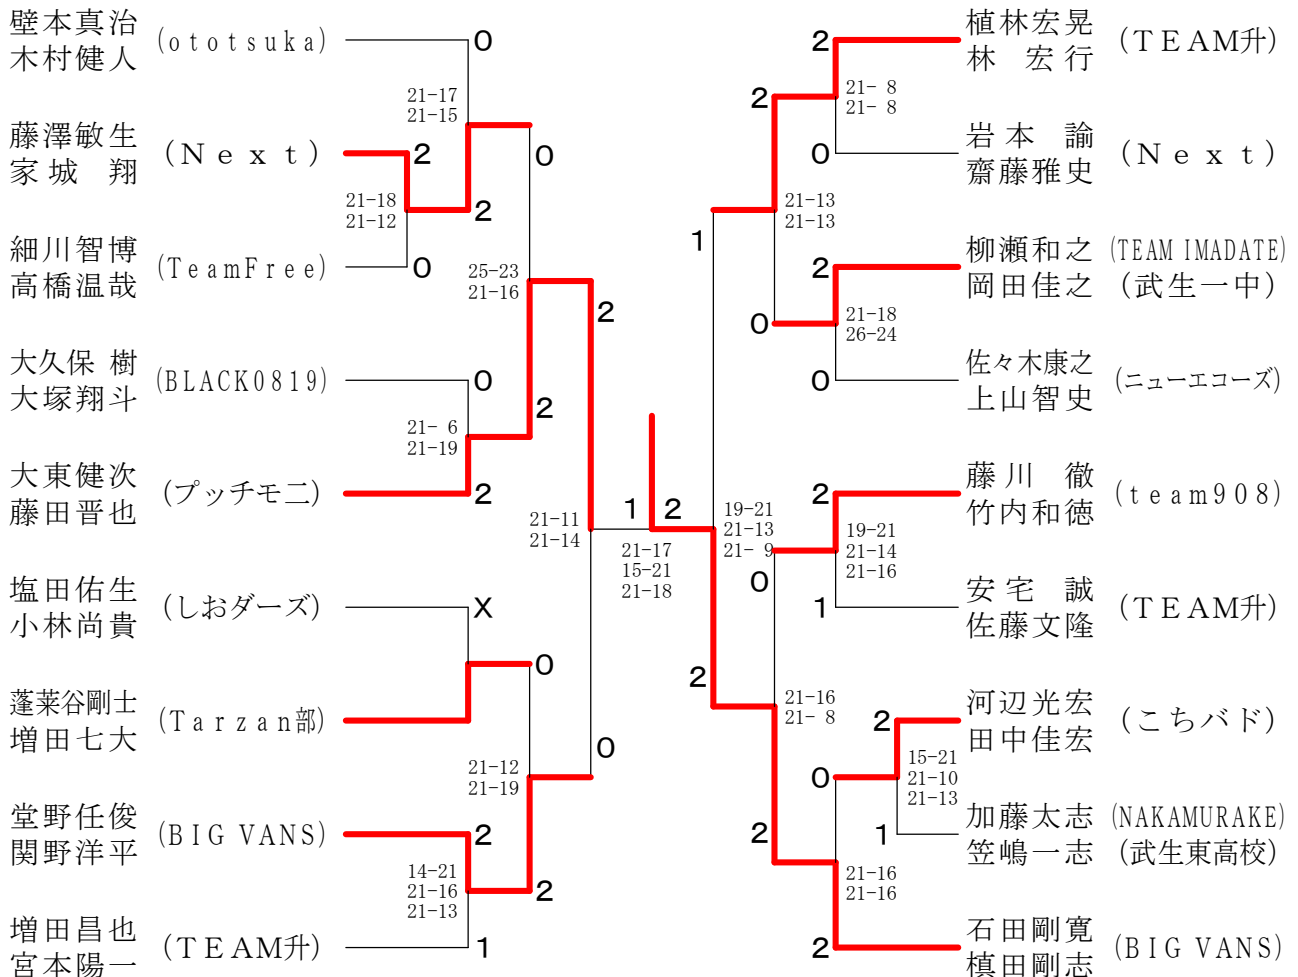 壁本真治
木村健人
(ototsuka)
0
21-17
21-15
藤澤敏生
家城 翔
(Next)
2
0
21-18
21-12
2
細川智博
高橋温哉
(TeamFree)
0
25-23
21-16
2
大久保 樹
大塚翔斗
(BLACK0819)
0
2
21- 6
21-19
大東健次
藤田晋也
(プッチモ二)
2
21-11
21-14
塩田佑生
小林尚貴
(しおダーズ)
X
0
蓬莱谷剛士
増田七大
(Tarzan部)
0
21-12
21-19
堂野任俊
関野洋平
(BIG VANS)
2
14-21
21-16
21-13
2
増田昌也
宮本陽一
(TEAM升)
1
1
2
21-17
15-21
21-18
植林宏晃
林 宏行
(TEAM升)
2
2
21- 8
21- 8
岩本 諭
齋藤雅史
(Next)
0
21-13
21-13
1
柳瀬和之
岡田佳之
(TEAM IMADATE)
(武生一中)
2
0
21-18
26-24
佐々木康之
上山智史
(ニューエコーズ)
0
藤川 徹
竹内和徳
(team908)
2
19-21
21-13
21- 9
19-21
21-14
21-16
0
安宅 誠
佐藤文隆
(TEAM升)
1
2
21-16
21- 8
河辺光宏
田中佳宏
(こちバド)
2
0
15-21
21-10
21-13
加藤太志
笠嶋一志
(NAKAMURAKE)
(武生東高校)
1
2
21-16
21-16
石田剛寛
槙田剛志
(BIG VANS)
2